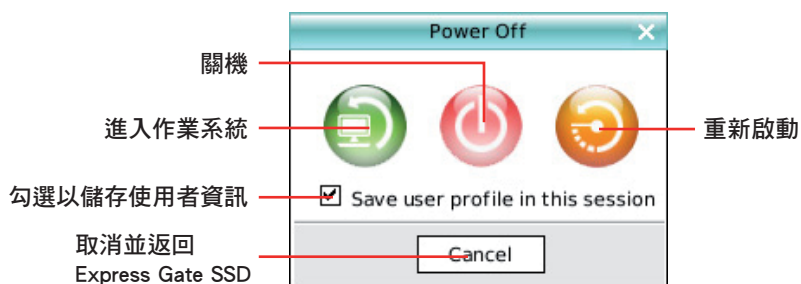 Power Off
關機
進入作業系統
重新啟動
勾選以儲存使用者資訊
Save user profile in this session
取消並返回
Express Gate SSD
Cancel